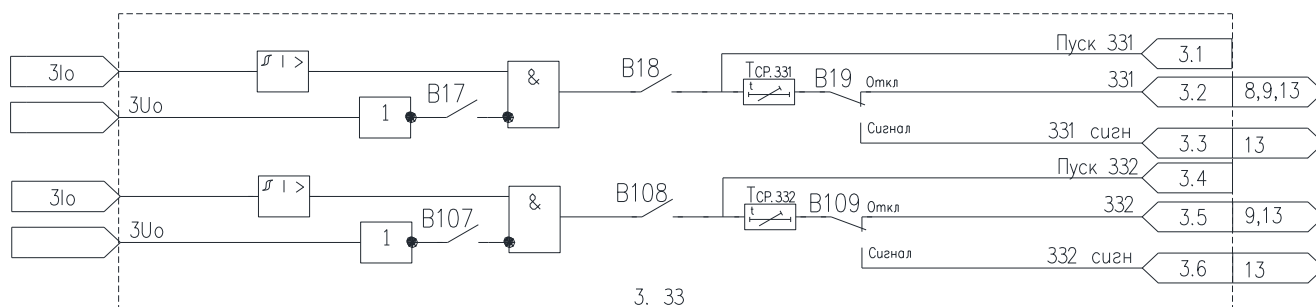 Пуск 331 3.1
3Io I > & B18 Tср.331 t B19 Откл 331 3.2 8,9,13
3Uo 1 B17
Сигнал 331 сигн 3.3 13
Пуск 332 3.4
3Io I > & B108 Tср.332 t B109 Откл 332 3.5 9,13
3Uo 1 B107
Сигнал 332 сигн 3.6 13
3. 33